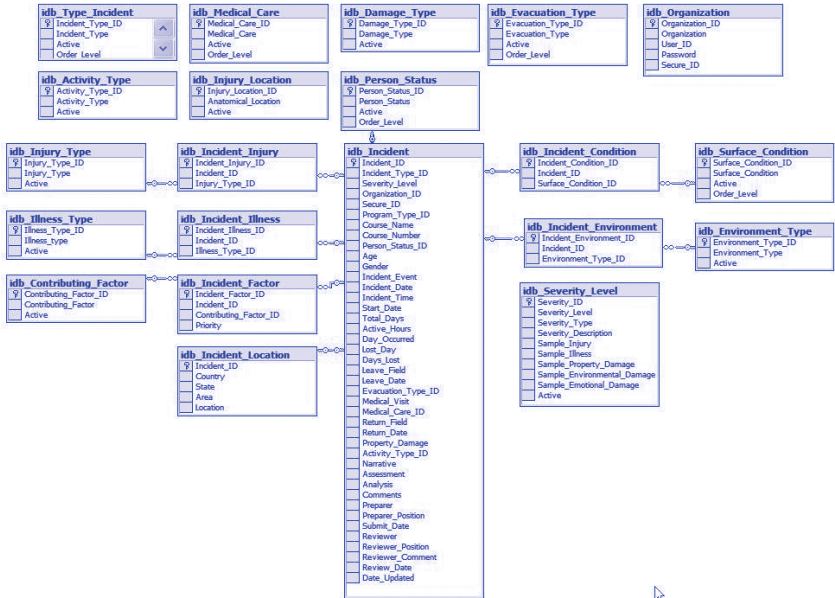 idb_Type_Incident
Incident_Type_ID
Incident_Type
Active
Order_Level
idb_Medical_Care
Medical_Care_ID
Medical_Care
Active
Order_Level
idb_Damage_Type
Damage_Type_ID
Damage_Type
Active
idb_Evacuation_Type
Evacuation_Type_ID
Evacuation_Type
Active
Order_Level
idb_Organization
Organization_ID
Organization
User_ID
Password
Secure_ID
idb_Activity_Type
Activity_Type_ID
Activity_Type
Active
idb_Injury_Location
Injury_Location_ID
Anatomical_Location
Active
idb_Person_Status
Person_Status_ID
Person_Status
Active
Order_Level
idb_Injury_Type
Injury_Type_ID
Injury_Type
Active
idb_Incident_Injury
Incident_Injury_ID
Incident_ID
Injury_Type_ID
idb_Incident
Incident_ID
Incident_Type_ID
Severity_Level
Organization_ID
Secure_ID
Program_Type_ID
Course_Name
Course_Number
Person_Status_ID
Age
Gender
Incident_Event
Incident_Date
Incident_Time
Start_Date
Total_Days
Active_Hours
Day_Occurred
Lost_Day
Days_Lost
Leave_Field
Leave_Date
Evacuation_Type_ID
Medical_Visit
Medical_Care_ID
Return_Field
Return_Date
Property_Damage
Activity_Type_ID
Narrative
Assessment
Analysis
Comments
Preparer
Preparer_Position
Submit_Date
Reviewer
Reviewer_Position
Reviewer_Comment
Review_Date
Date_Updated
idb_Incident_Condition
Incident_Condition_ID
Incident_ID
Surface_Condition_ID
idb_Surface_Condition
Surface_Condition_ID
Surface_Condition
Active
Order_Level
idb_Illness_Type
Illness_Type_ID
Illness_type
Active
idb_Incident_Illness
Incident_Illness_ID
Incident_ID
Illness_Type_ID
idb_Incident_Environment
Incident_Environment_ID
Incident_ID
Environment_Type_ID
idb_Environment_Type
Environment_Type_ID
Environment_Type
Active
idb_Contributing_Factor
Contributing_Factor_ID
Contributing_Factor
Active
idb_Incident_Factor
Incident_Factor_ID
Incident_ID
Contributing_Factor_ID
Priority
idb_Severity_Level
Severity_ID
Severity_Level
Severity_Type
Severity_Description
Sample_Injury
Sample_Illness
Sample_Property_Damage
Sample_Environmental_Damage
Sample_Emotional_Damage
Active
idb_Incident_Location
Incident_ID
Country
State
Area
Location